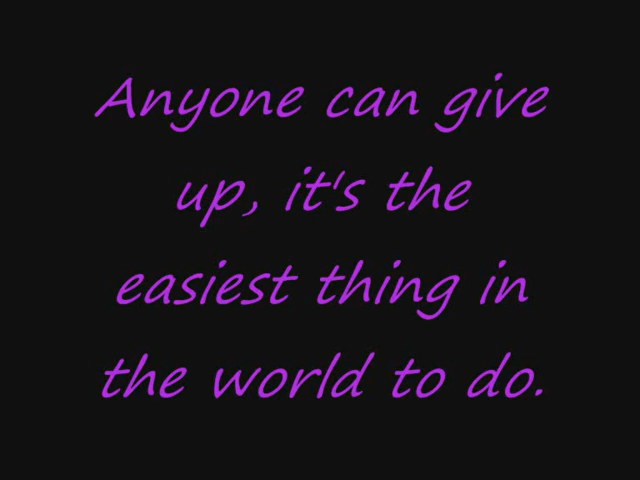 Anyone can give
up, it's the
easiest thing in
the world to do.